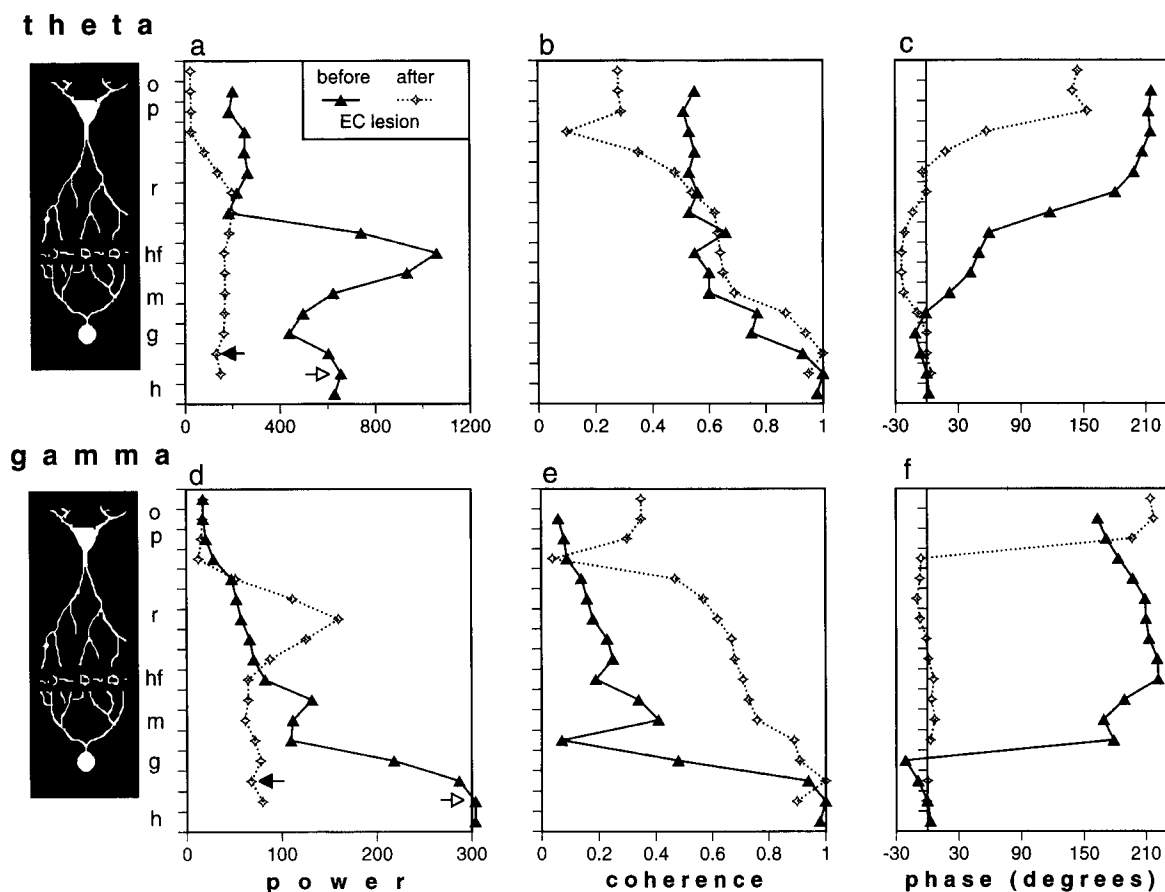 theta
a
b
c
before after
EC lesion
o
p
r
hf
m
g
h
0 400 800 1200
0 0.2 0.4 0.6 0.8 1
-30 30 90 150 210
gamma
d
e
f
o
p
r
hf
m
g
h
0 100 200 300
0 0.2 0.4 0.6 0.8 1
-30 30 90 150 210
power
coherence
phase (degrees)